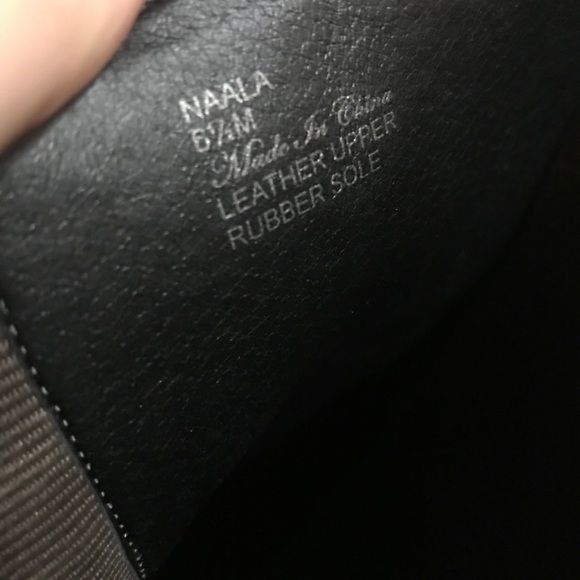 NAALA
6½M
Made In China
LEATHER UPPER
RUBBER SOLE